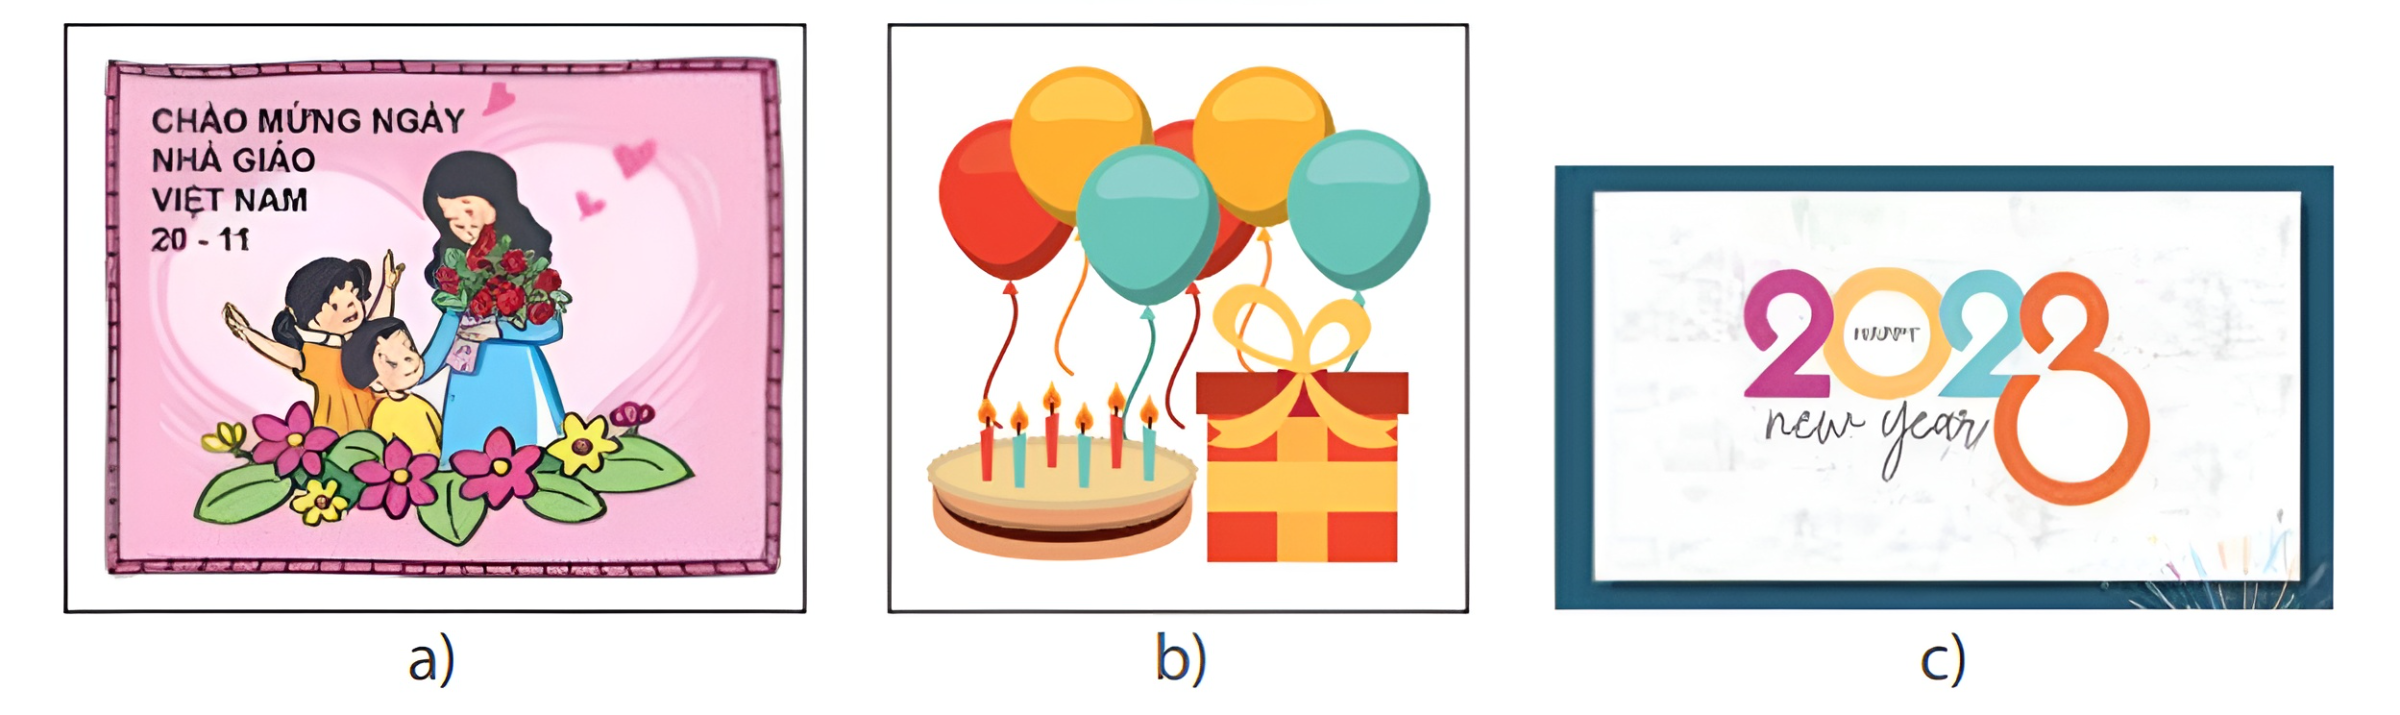 CHÀO MỪNG NGÀY
NHÀ GIÁO
VIỆT NAM
20 - 11
2023
new year
a)
b)
c)